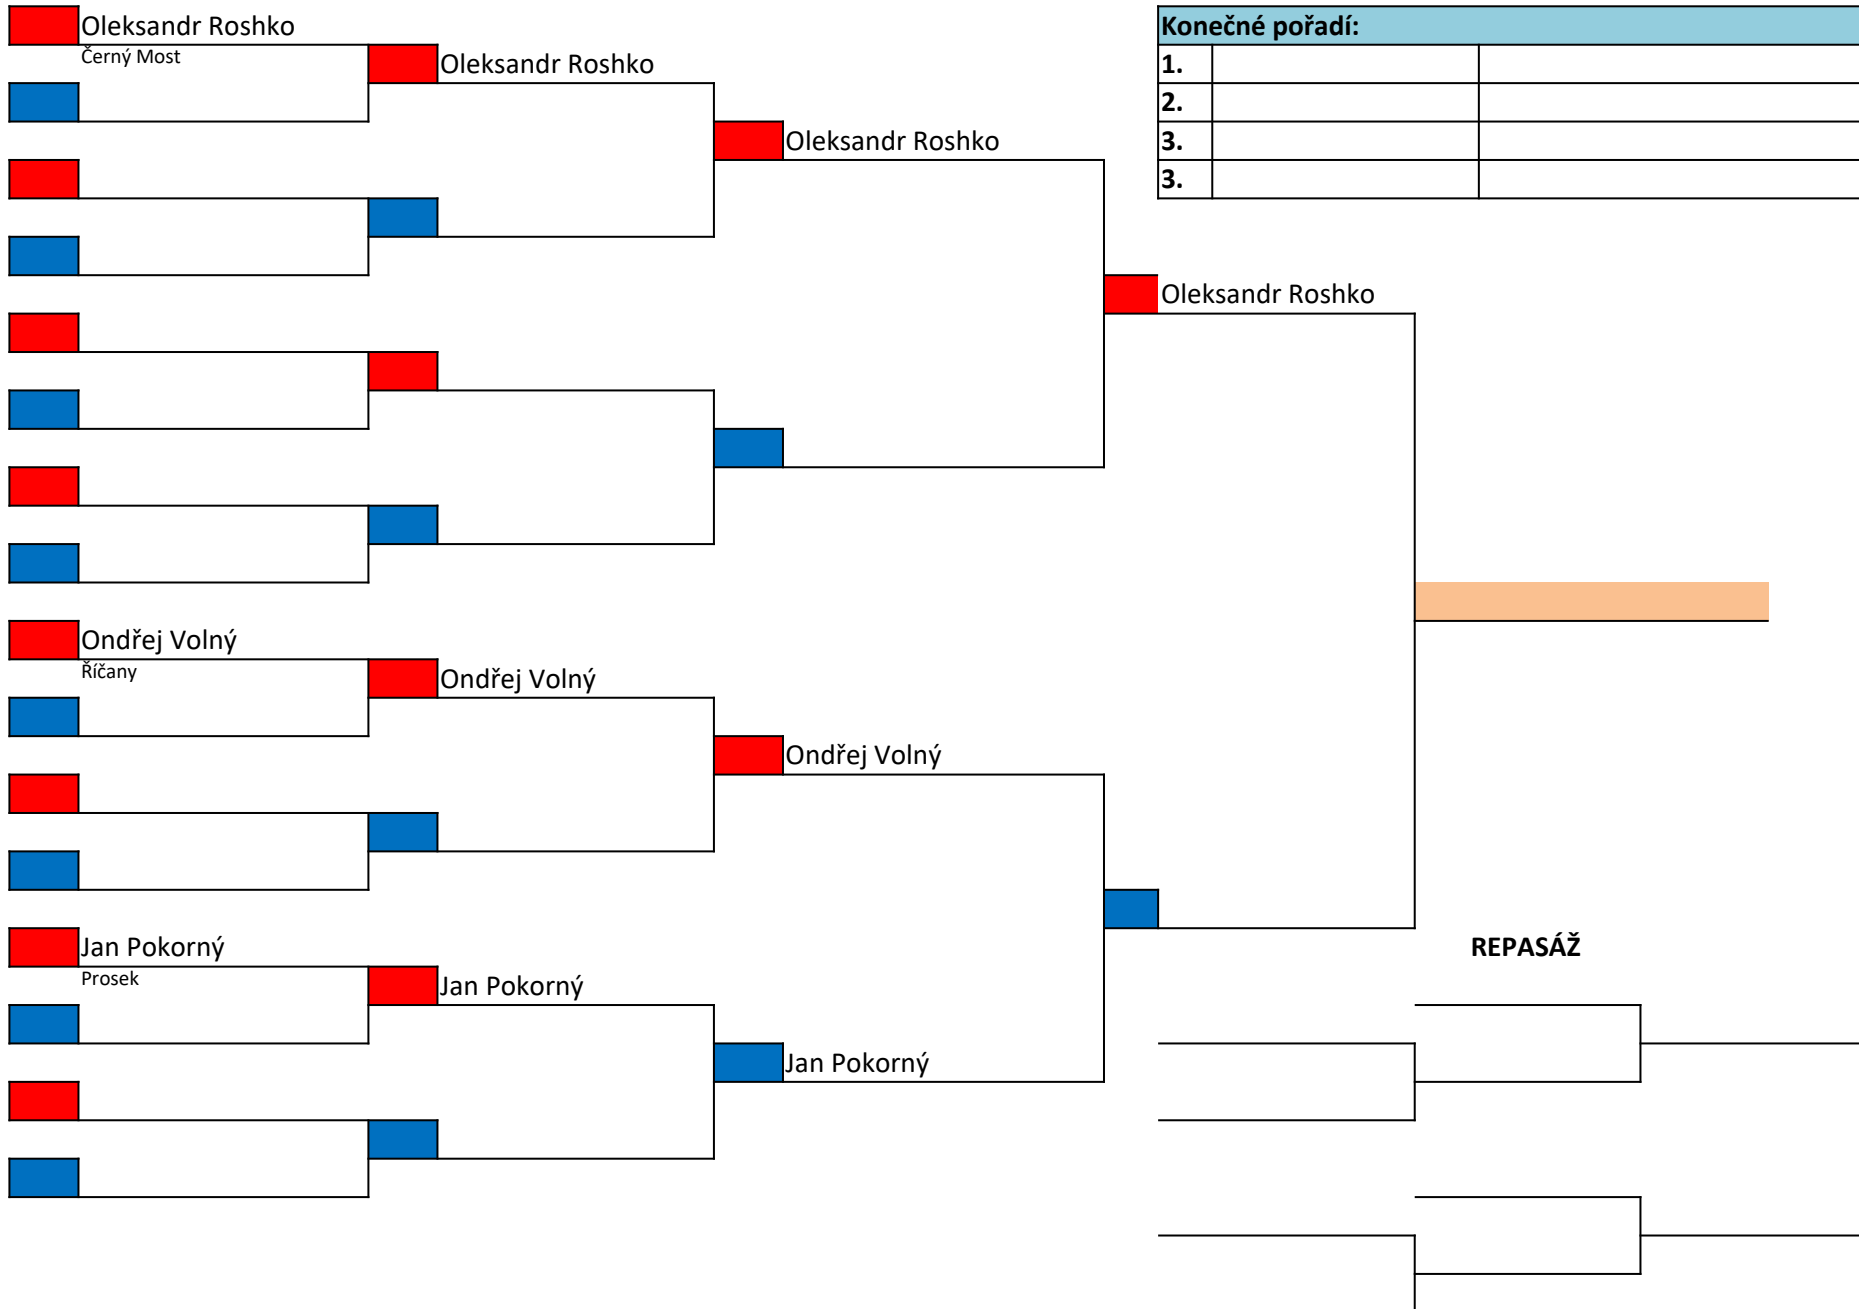 Oleksandr Roshko
Černý Most
Oleksandr Roshko
Oleksandr Roshko
Konečné pořadí:
1.
2.
3.
3.
Oleksandr Roshko
Ondřej Volný
Říčany
Ondřej Volný
Ondřej Volný
Jan Pokorný
Prosek
Jan Pokorný
Jan Pokorný
REPASÁŽ